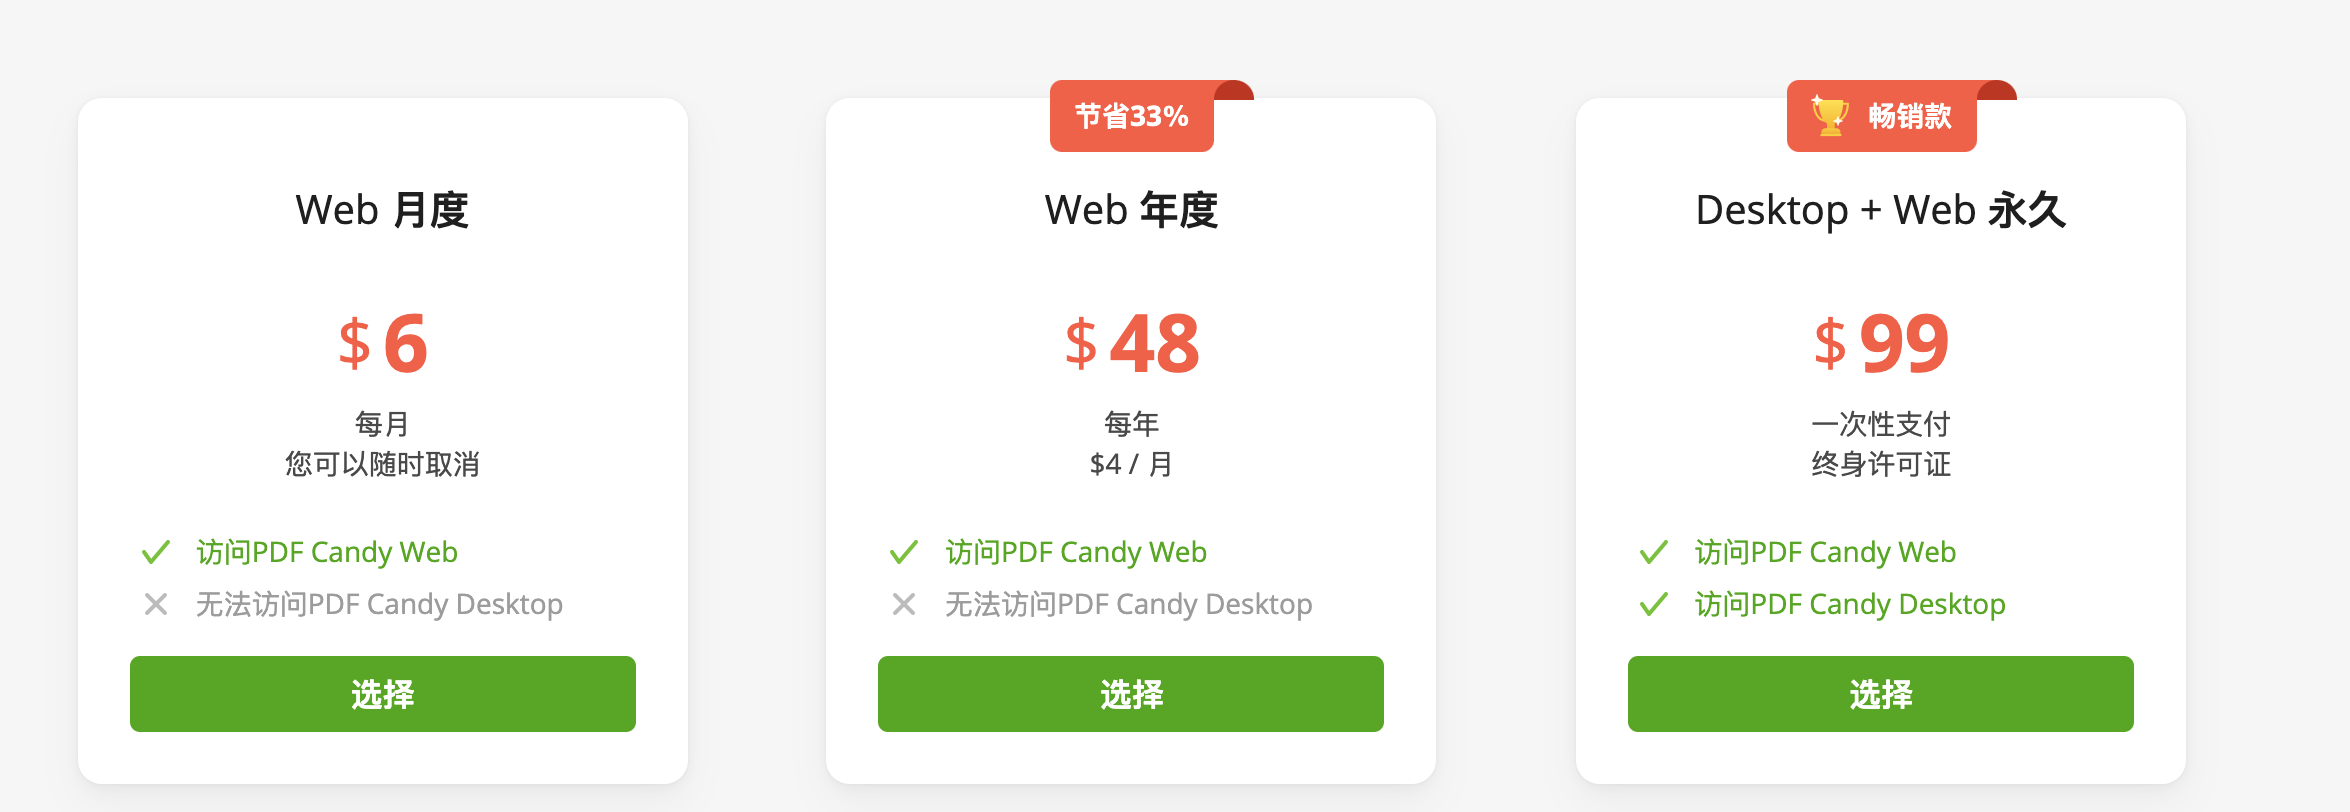 Web 月度
$ 6
每月
您可以随时取消
访问PDF Candy Web
无法访问PDF Candy Desktop
选择
节省33%
Web 年度
$ 48
每年
$4 / 月
访问PDF Candy Web
无法访问PDF Candy Desktop
选择
畅销款
Desktop + Web 永久
$ 99
一次性支付
终身许可证
访问PDF Candy Web
访问PDF Candy Desktop
选择